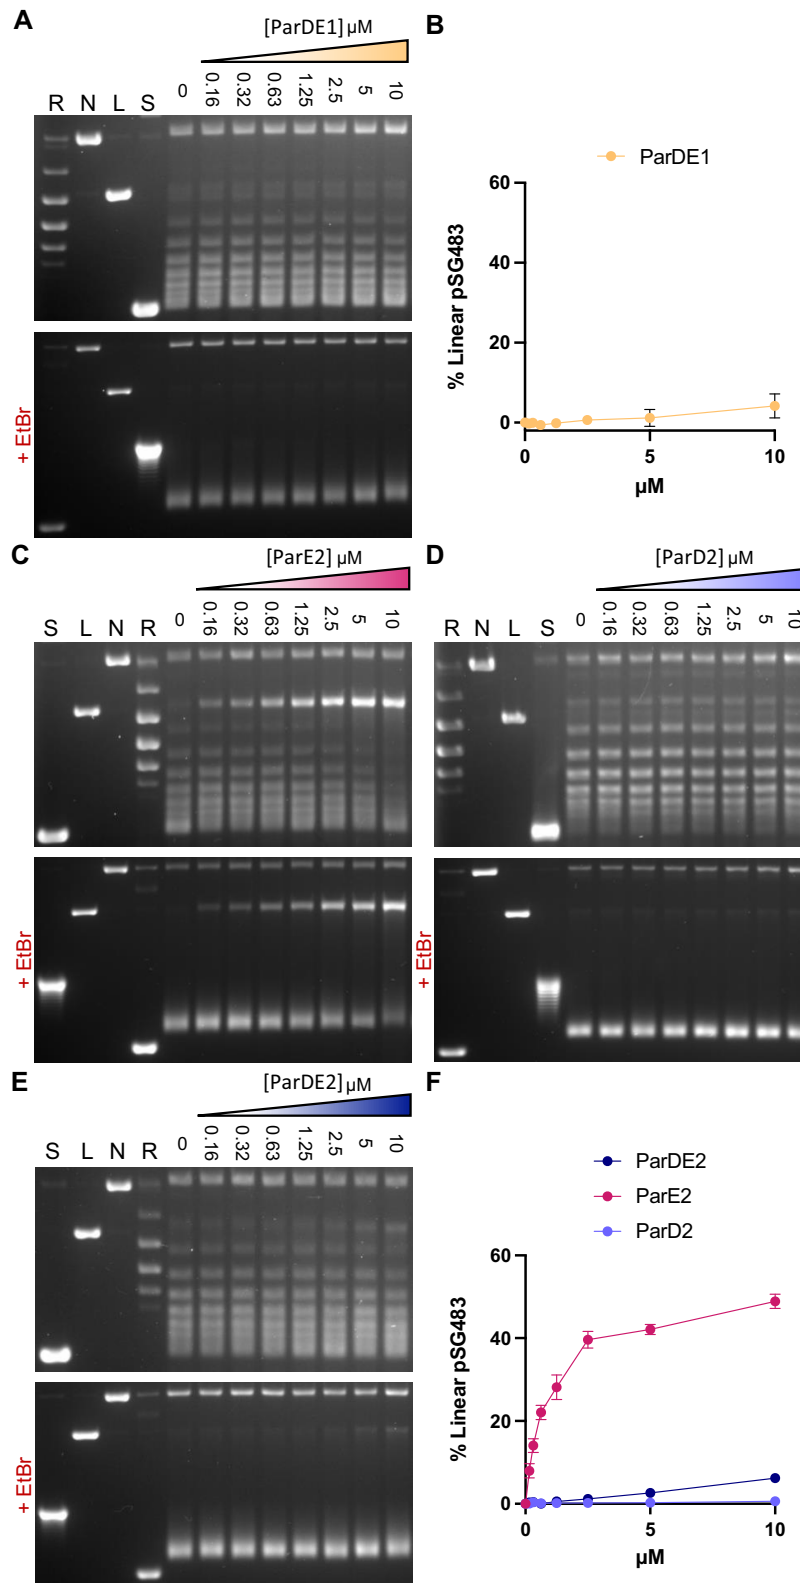 A
[ParDE1] µM
R N L S 0 0.16 0.32 0.63 1.25 2.5 5 10
+ EtBr
B
ParDE1
60
40
20
0
% Linear pSG483
0 5 10
µM
C
[ParE2] µM
S L N R 0 0.16 0.32 0.63 1.25 2.5 5 10
+ EtBr
D
[ParD2] µM
R N L S 0 0.16 0.32 0.63 1.25 2.5 5 10
+ EtBr
E
[ParDE2] µM
S L N R 0 0.16 0.32 0.63 1.25 2.5 5 10
+ EtBr
F
ParDE2
ParE2
ParD2
60
40
20
0
% Linear pSG483
0 5 10
µM